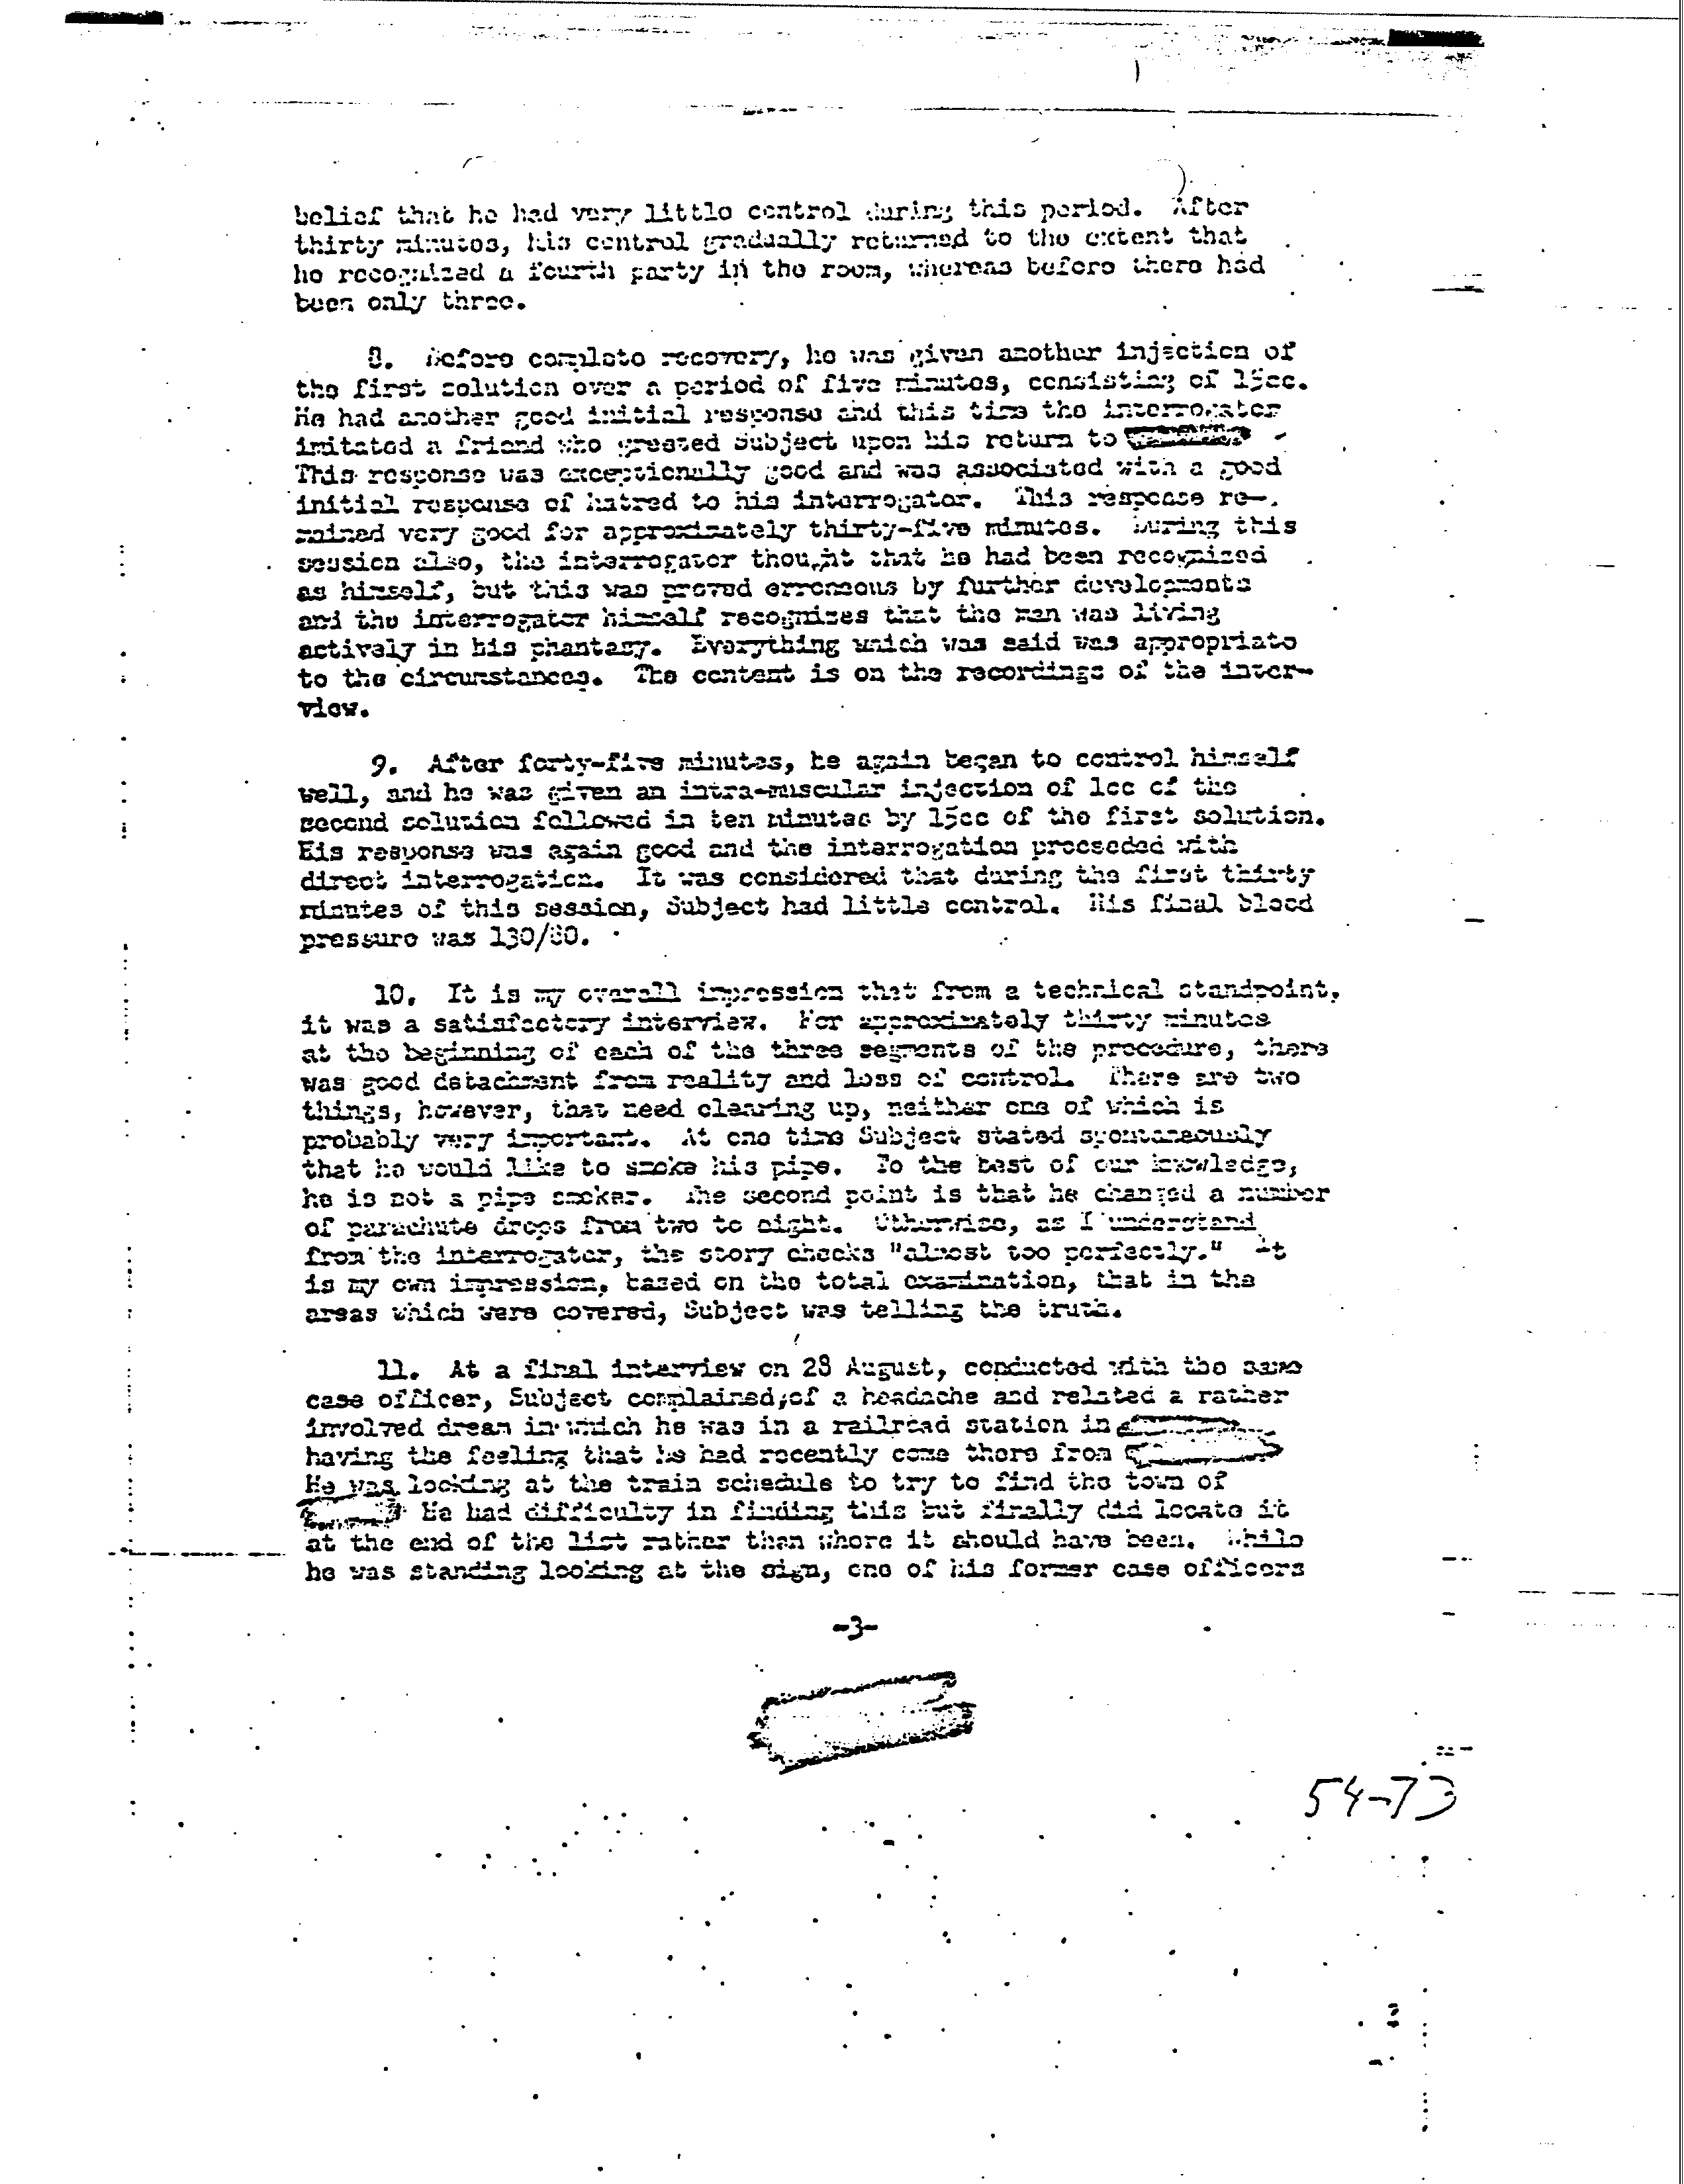 belief that he had very little control during this period. After
thirty minutes, his control gradually returned to the extent that
he recognized a fourth party in the room, whereas before there had
been only three.
8. Before complete recovery, he was given another injection of
the first solution over a period of five minutes, consisting of 15cc.
He had another good initial response and this time the interrogator
imitated a friend who greeted Subject upon his return to
This response was exceptionally good and was associated with a good
initial response of hatred to his interrogator. This response re-
mained very good for approximately thirty-five minutes. During this
session also, the interrogator thought that he had been recognized
as himself, but this was proved erroneous by further developments
and the interrogator himself recognizes that the man was living
actively in his phantasy. Everything which was said was appropriate
to the circumstances. The content is on the recordings of the inter-
view.
9. After forty-five minutes, he again began to control himself
well, and he was given an intra-muscular injection of 1cc of the
second solution followed in ten minutes by 15cc of the first solution.
His response was again good and the interrogation proceeded with
direct interrogation. It was considered that during the first thirty
minutes of this session, Subject had little control. His final blood
pressure was 130/80.
10. It is my overall impression that from a technical standpoint,
it was a satisfactory interview. For approximately thirty minutes
at the beginning of each of the three segments of the procedure, there
was good detachment from reality and loss of control. There are two
things, however, that need clearing up, neither one of which is
probably very important. At one time Subject stated spontaneously
that he would like to smoke his pipe. To the best of our knowledge,
he is not a pipe smoker. The second point is that he changed a number
of parachute drops from two to eight. Otherwise, as I understand
from the interrogator, the story checks "almost too perfectly." It
is my own impression, based on the total examination, that in the
areas which were covered, Subject was telling the truth.
11. At a final interview on 28 August, conducted with the same
case officer, Subject complained of a headache and related a rather
involved dream in which he was in a railroad station in
having the feeling that he had recently come there from
He was looking at the train schedule to try to find the town of
He had difficulty in finding this but finally did locate it
at the end of the list rather than where it should have been. While
he was standing looking at the sign, one of his former case officers
-3-
54-73